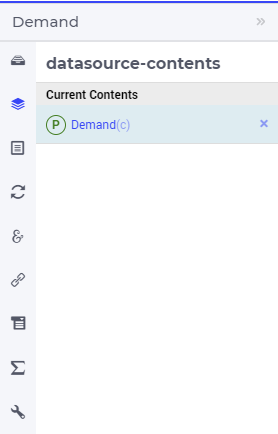 Demand »
datasource-contents
Current Contents
P Demand(c) ×
&
Σ